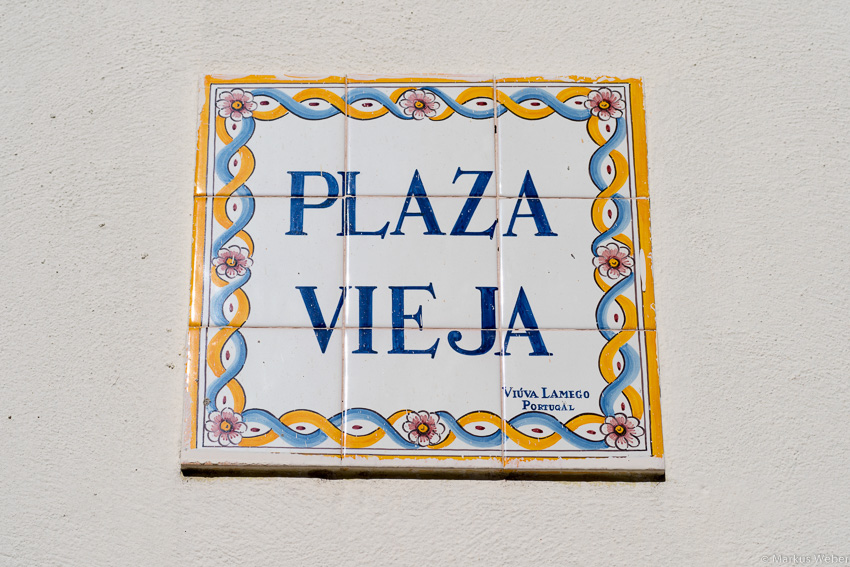 PLAZA
VIEJA
VIÚVA LAMEGO
PORTUGAL
© Markus Weber